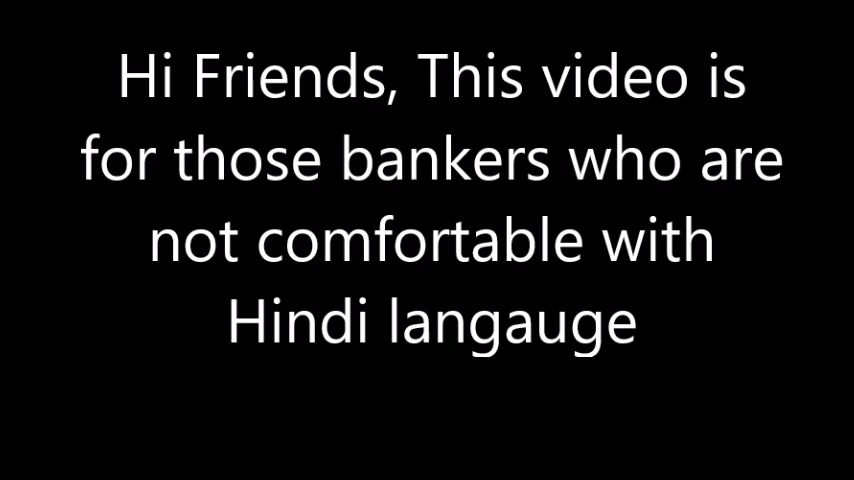 Hi Friends, This video is
for those bankers who are
not comfortable with
Hindi langauge